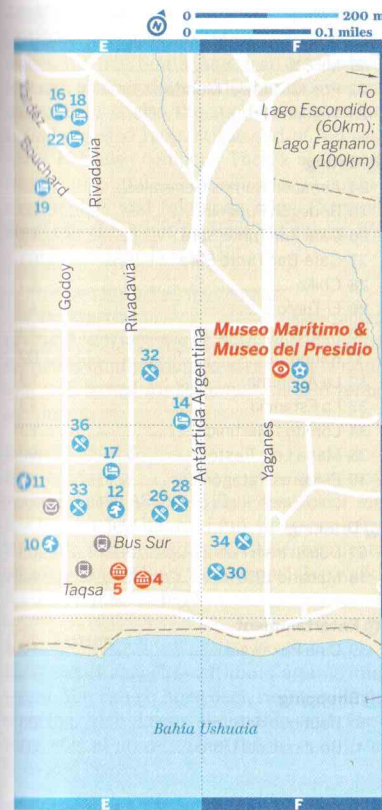 0 200 m
0 0.1 miles
E F
To
Lago Escondido
(60km);
Lago Fagnano
(100km)
16 18
22
Bouchard
Rivadavia
19
Godoy
Rivadavia
Antártida Argentina
Museo Marítimo &
Museo del Presidio
32
39
14
Yaganes
36
17
11
33 12 26 28
10 Bus Sur
34
Taqsa 5 4
30
Bahía Ushuaia
E F